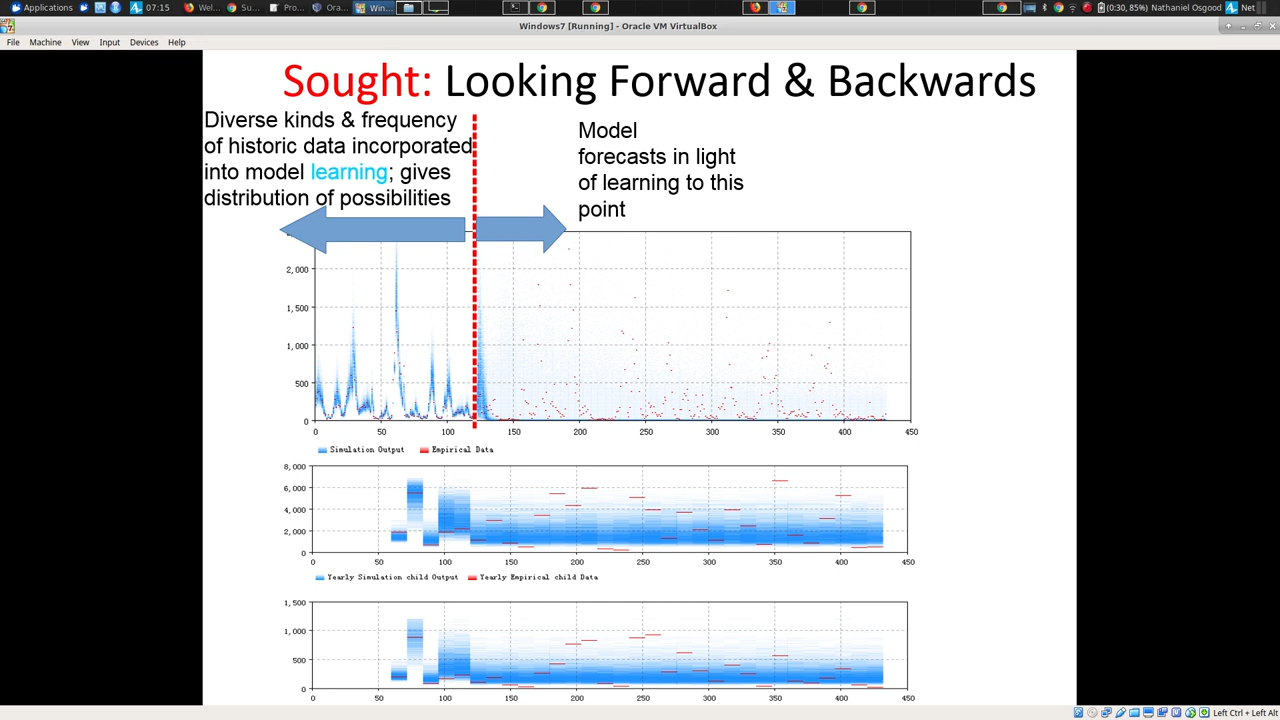 Applications
07:15
Wel...
Su...
Pro...
Ora...
Win...
(0:30, 85%) Nathaniel Osgood
Net
Windows7 [Running] - Oracle VM VirtualBox
File Machine View Input Devices Help
Sought: Looking Forward & Backwards
Diverse kinds & frequency
of historic data incorporated
into model learning; gives
distribution of possibilities
Model
forecasts in light
of learning to this
point
2,000
1,500
1,000
500
0
0 50 100 150 200 250 300 350 400 450
Simulation Output Empirical Data
8,000
6,000
4,000
2,000
0
0 50 100 150 200 250 300 350 400 450
Yearly Simulation child Output Yearly Empirical child Data
1,500
1,000
500
0
0 50 100 150 200 250 300 350 400 450
Left Ctrl + Left Alt